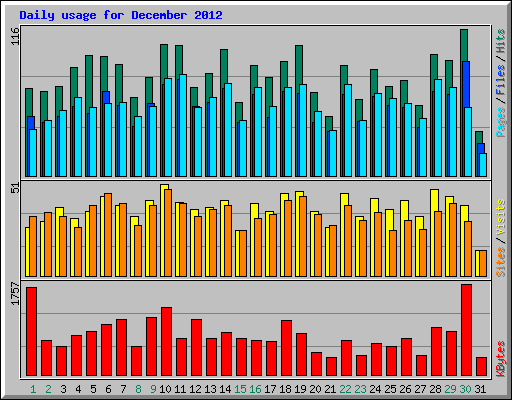 Daily usage for December 2012
116
Pages / Files / Hits
51
Sites / Visits
1757
KBytes
1 2 3 4 5 6 7 8 9 10 11 12 13 14 15 16 17 18 19 20 21 22 23 24 25 26 27 28 29 30 31